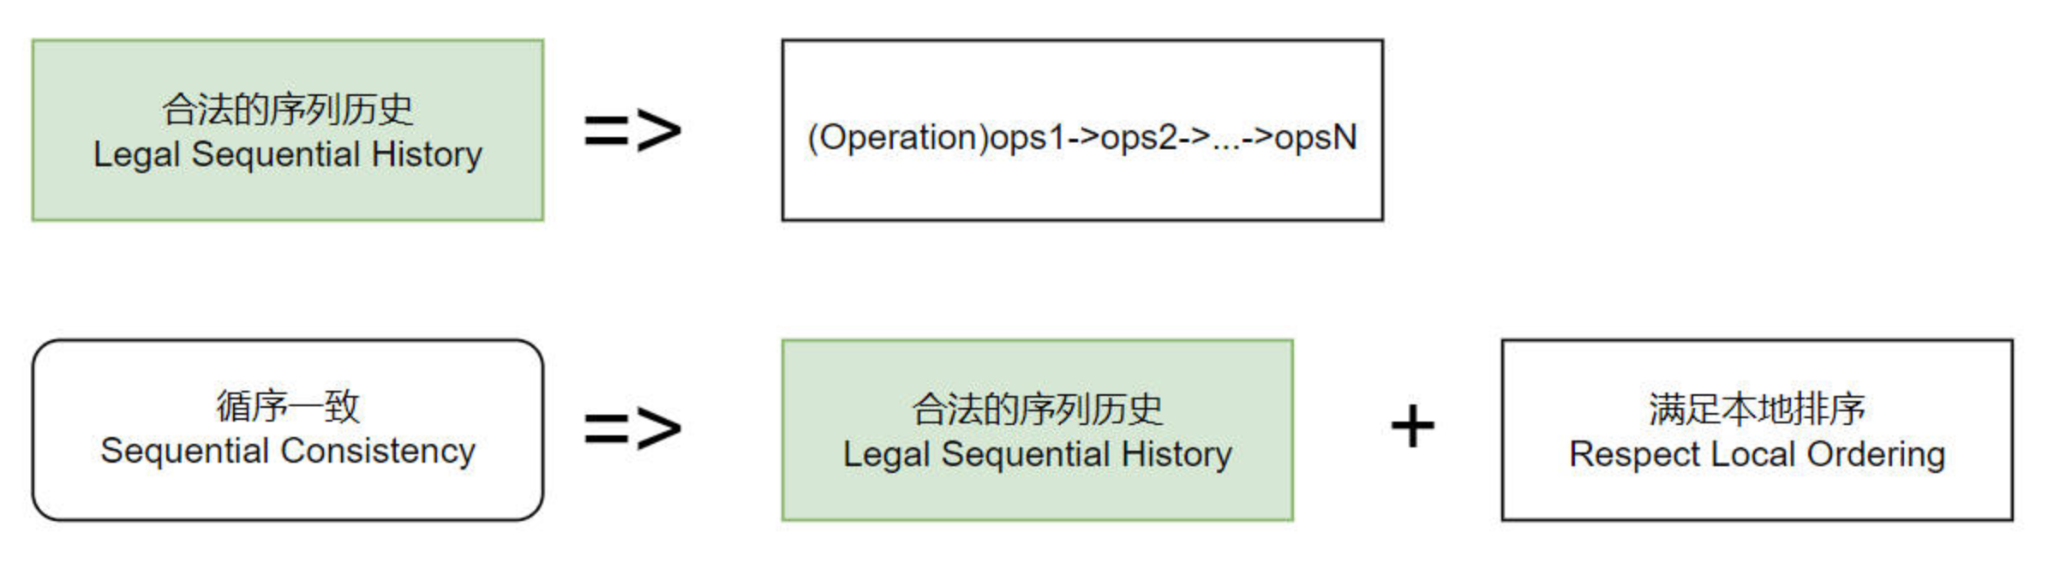 合法的序列历史
Legal Sequential History
=>
(Operation)ops1->ops2->...->opsN
循序一致
Sequential Consistency
=>
合法的序列历史
Legal Sequential History
+
满足本地排序
Respect Local Ordering